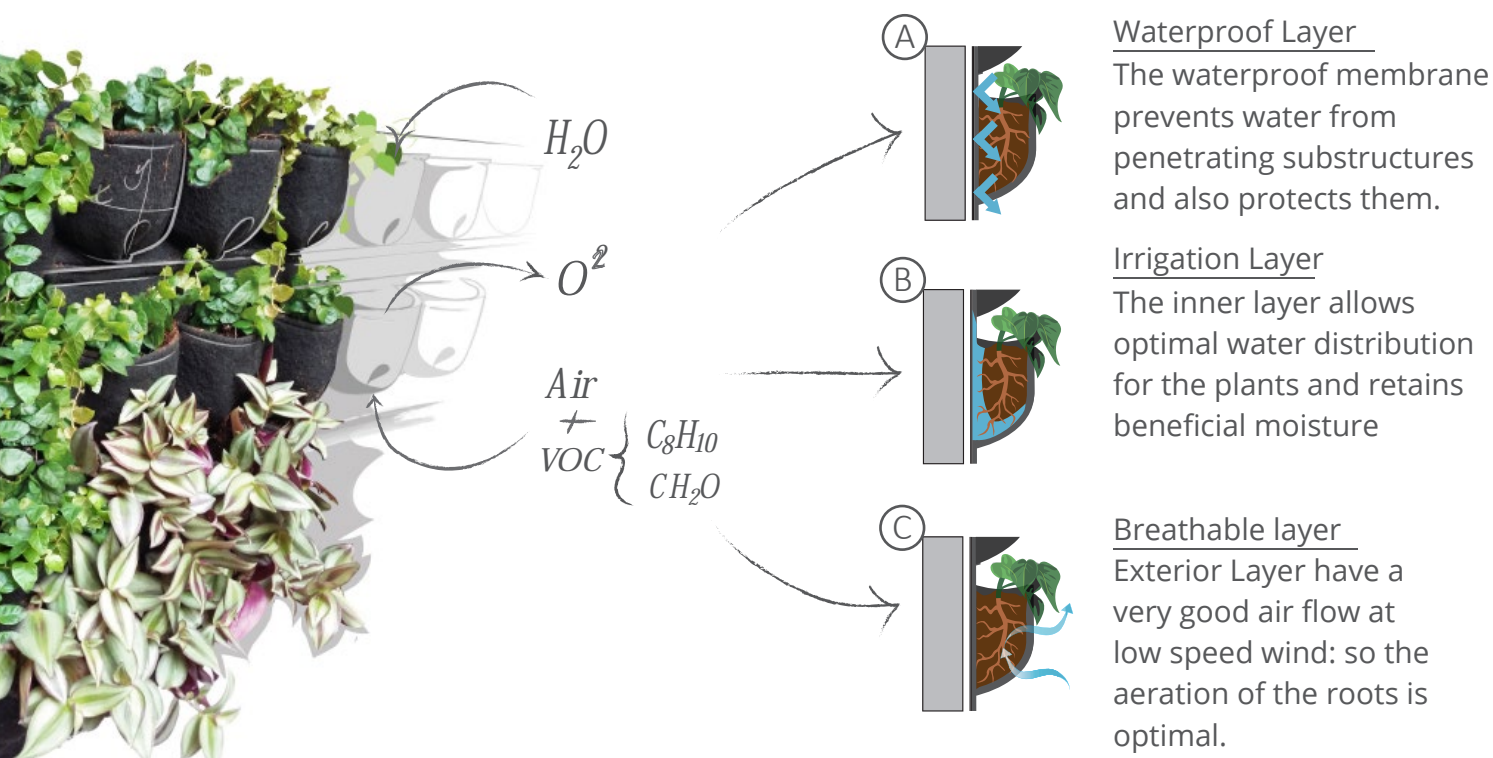 H₂O
O²
Air
+
VOC { C₈H₁₀
CH₂O
A
Waterproof Layer
The waterproof membrane
prevents water from
penetrating substructures
and also protects them.
B
Irrigation Layer
The inner layer allows
optimal water distribution
for the plants and retains
beneficial moisture
C
Breathable layer
Exterior Layer have a
very good air flow at
low speed wind: so the
aeration of the roots is
optimal.